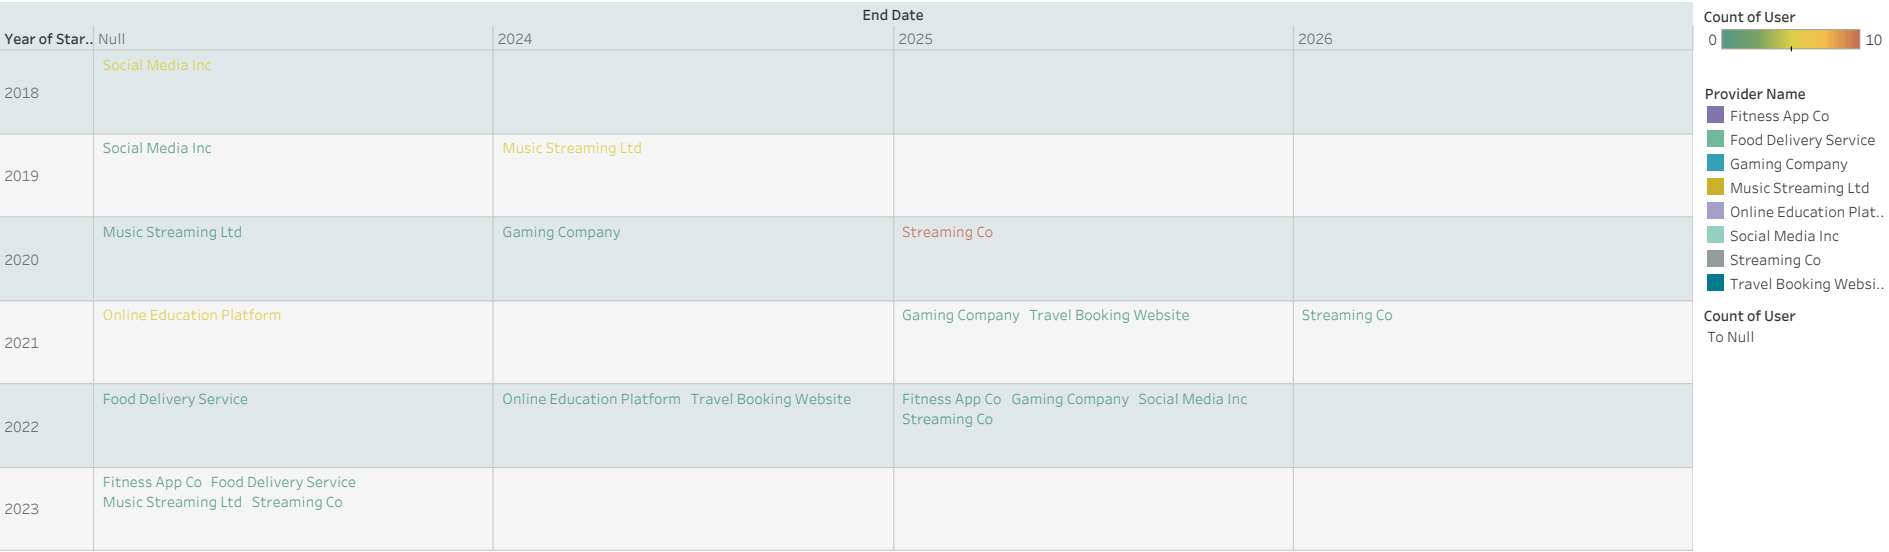 End Date
Year of Star.. Null 2024 2025 2026
2018 Social Media Inc
2019 Social Media Inc Music Streaming Ltd
2020 Music Streaming Ltd Gaming Company Streaming Co
2021 Online Education Platform Gaming Company Travel Booking Website Streaming Co
2022 Food Delivery Service Online Education Platform Travel Booking Website Fitness App Co Gaming Company Social Media Inc
Streaming Co
2023 Fitness App Co Food Delivery Service
Music Streaming Ltd Streaming Co
Count of User
0 10
Provider Name
Fitness App Co
Food Delivery Service
Gaming Company
Music Streaming Ltd
Online Education Plat..
Social Media Inc
Streaming Co
Travel Booking Websi..
Count of User
To Null